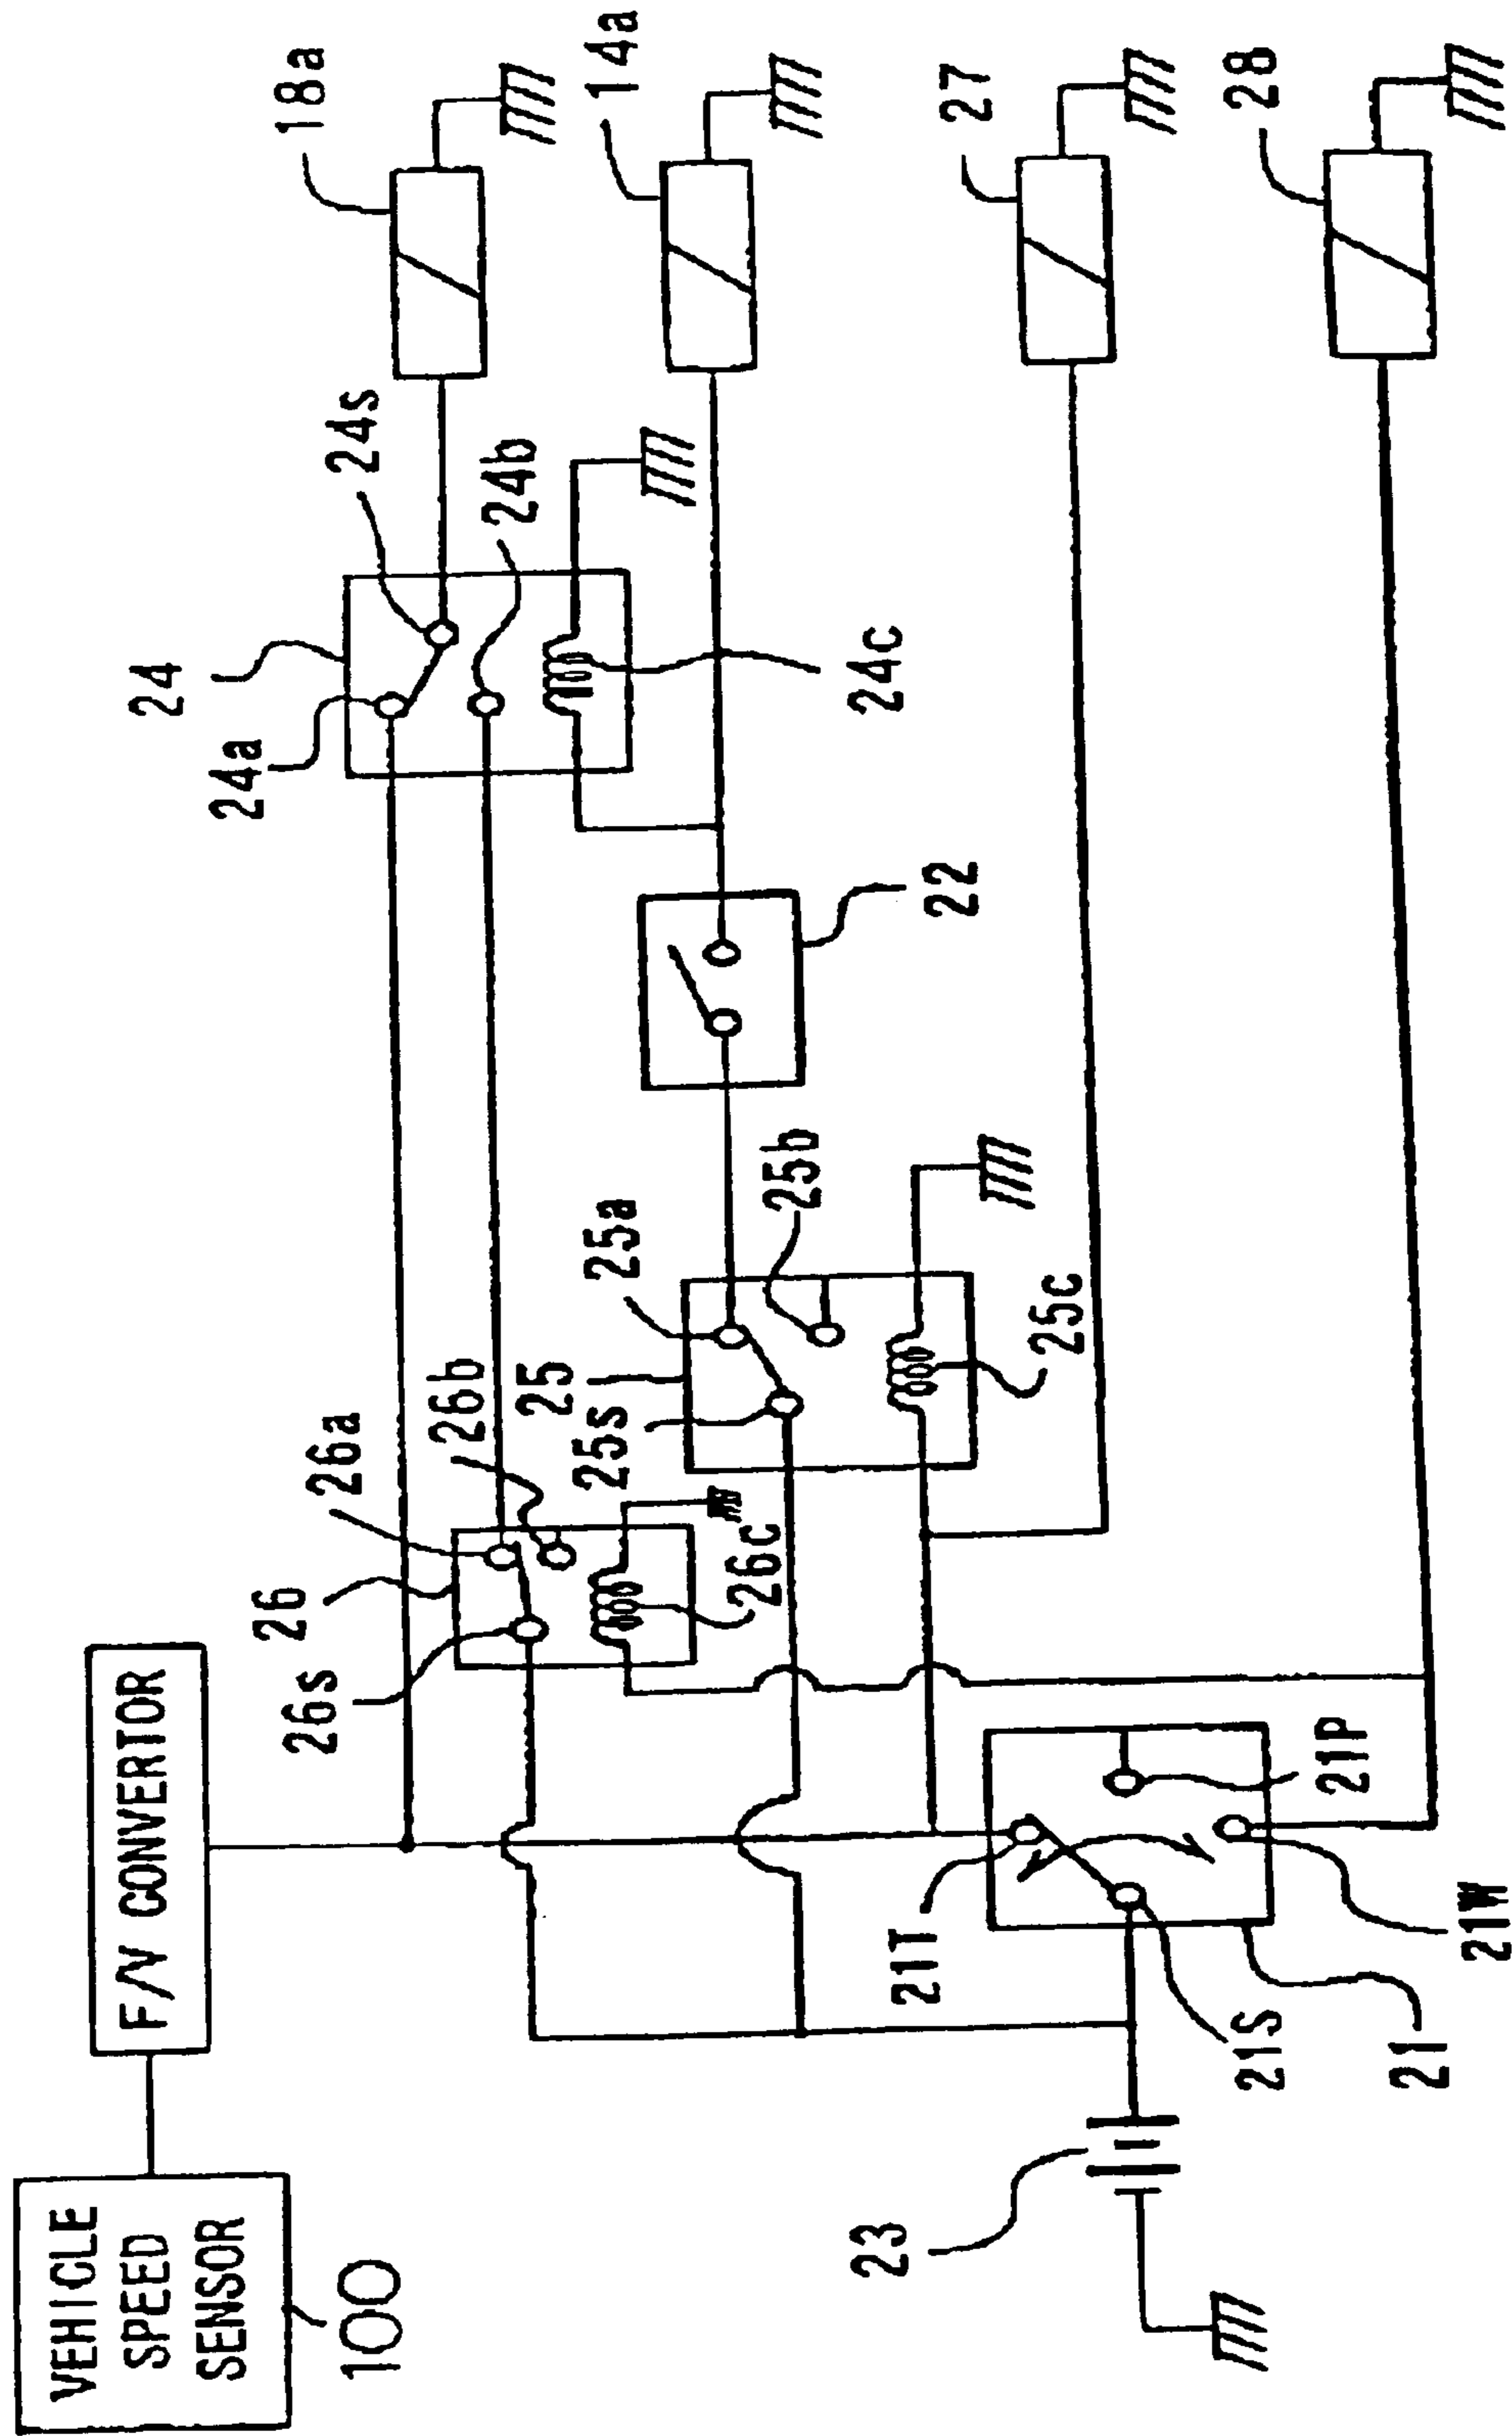 VEHICLE
SPEED
SENSOR
100
F/V CONVERTOR
26s
26
26a
26b
25
25s
25a
25b
26c
25c
24a
24
24s
24b
24c
22
18a
14a
27
28
23
21T
21S
21
21W
21P